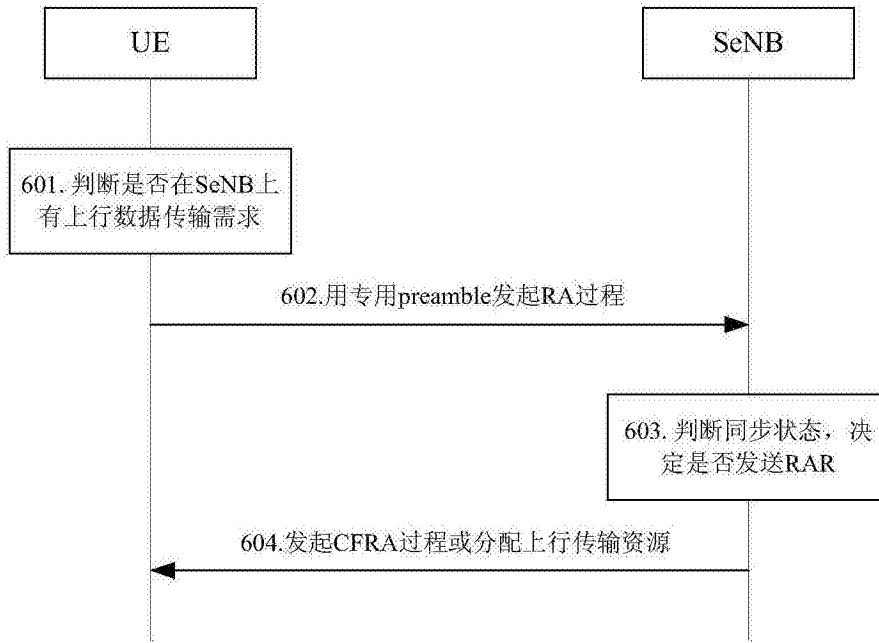 UE
SeNB
601. 判断是否在SeNB上
有上行数据传输需求
602.用专用preamble发起RA过程
603. 判断同步状态，决
定是否发送RAR
604.发起CFRA过程或分配上行传输资源